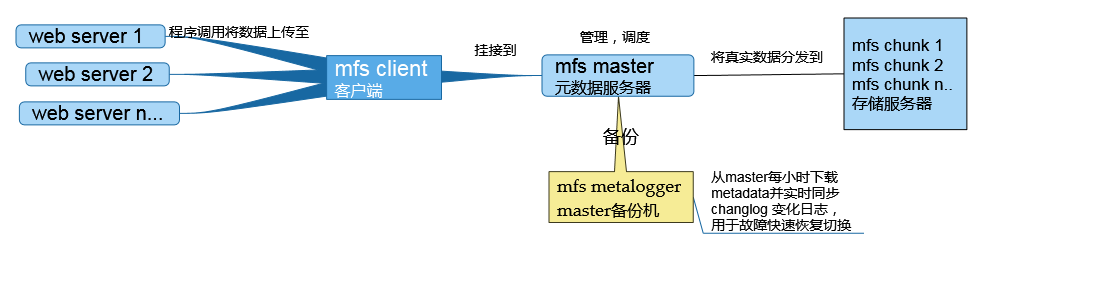 web server 1
程序调用将数据上传至
web server 2
web server n...
mfs client
客户端
挂接到
管理，调度
mfs master
元数据服务器
将真实数据分发到
mfs chunk 1
mfs chunk 2
mfs chunk n..
存储服务器
备份
mfs metalogger
master备份机
从master每小时下载
metadata并实时同步
changlog 变化日志，
用于故障快速恢复切换